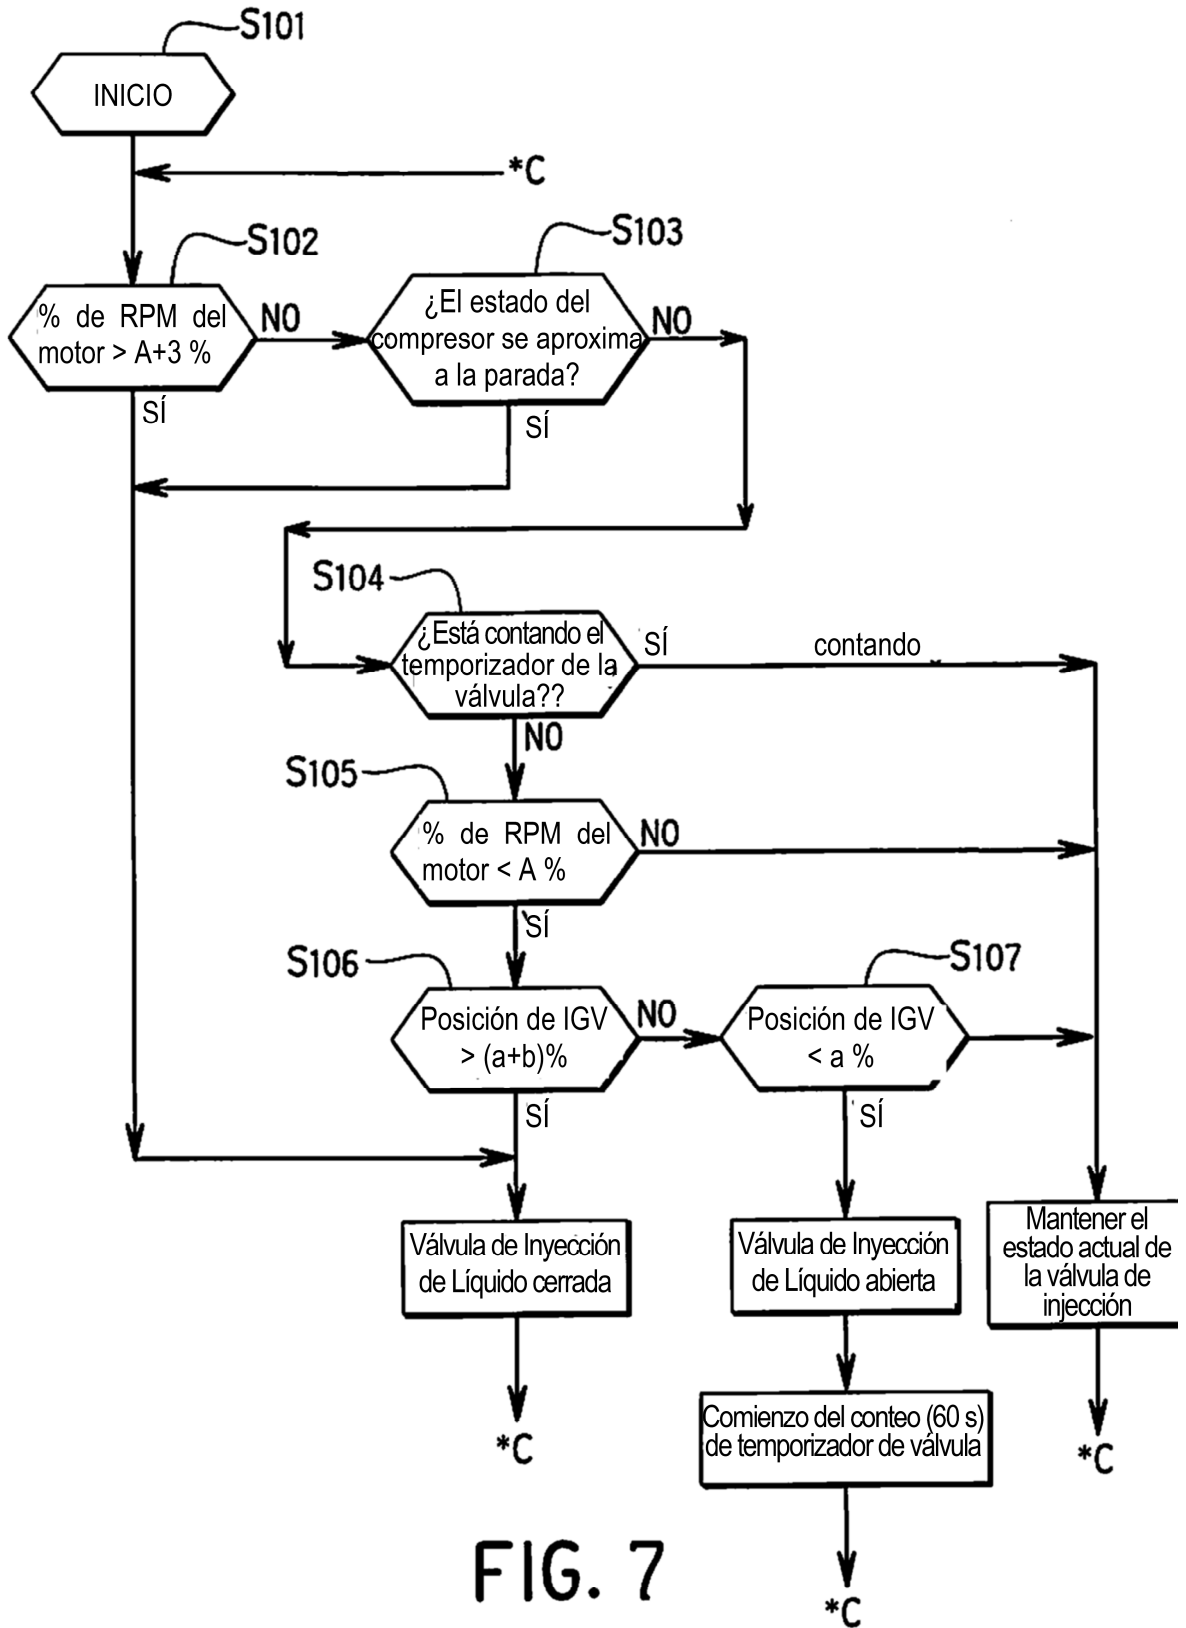 S101
INICIO
*C
S102
% de RPM del
motor > A+3 %
NO
SÍ
S103
¿El estado del
compresor se aproxima
a la parada?
NO
SÍ
S104
¿Está contando el
temporizador de la
válvula??
SÍ
contando
NO
S105
% de RPM del
motor < A %
NO
SÍ
S106
Posición de IGV
> (a+b)%
NO
SÍ
S107
Posición de IGV
< a %
SÍ
Válvula de Inyección
de Líquido cerrada
*C
Válvula de Inyección
de Líquido abierta
Comienzo del conteo (60 s)
de temporizador de válvula
*C
Mantener el
estado actual de
la válvula de
injección
*C
FIG. 7